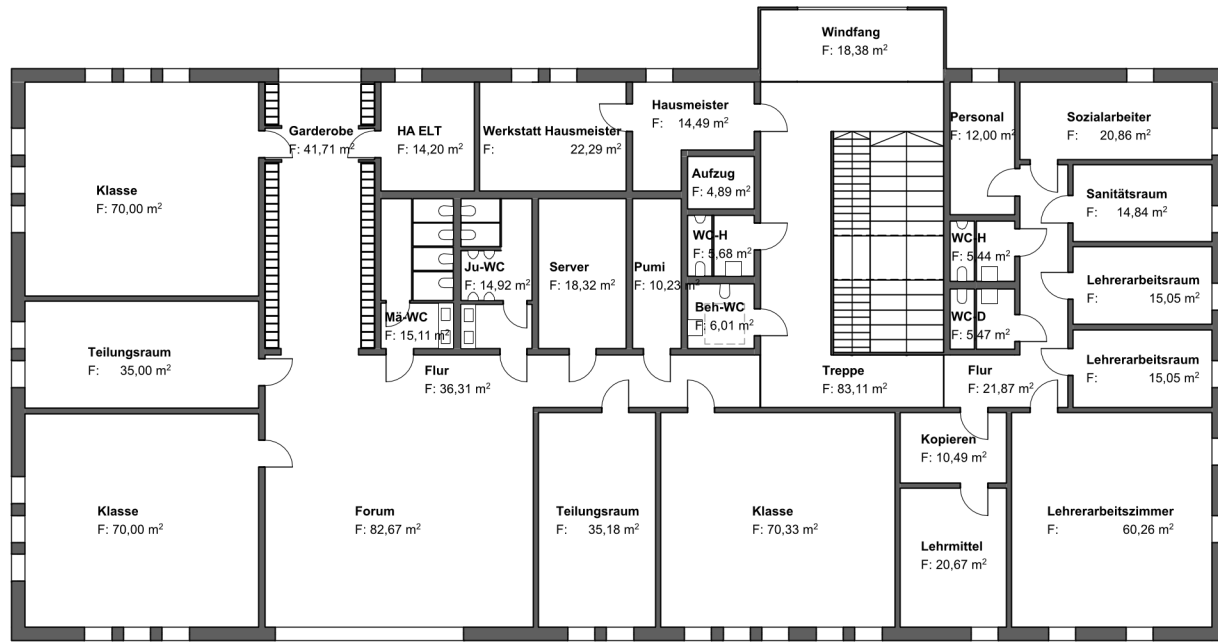 Windfang
F: 18,38 m²
Klasse
F: 70,00 m²
Garderobe
F: 41,71 m²
HA ELT
F: 14,20 m²
Werkstatt Hausmeister
F: 22,29 m²
Hausmeister
F: 14,49 m²
Aufzug
F: 4,89 m²
Personal
F: 12,00 m²
Sozialarbeiter
F: 20,86 m²
Sanitätsraum
F: 14,84 m²
WC-H
F: 5,68 m²
WC-H
F: 5,44 m²
Ju-WC
F: 14,92 m²
Server
F: 18,32 m²
Pumi
F: 10,23 m²
Lehrerarbeitsraum
F: 15,05 m²
Mä-WC
F: 15,11 m²
Beh-WC
F: 6,01 m²
WC-D
F: 5,47 m²
Teilungsraum
F: 35,00 m²
Flur
F: 36,31 m²
Treppe
F: 83,11 m²
Flur
F: 21,87 m²
Lehrerarbeitsraum
F: 15,05 m²
Kopieren
F: 10,49 m²
Klasse
F: 70,00 m²
Forum
F: 82,67 m²
Teilungsraum
F: 35,18 m²
Klasse
F: 70,33 m²
Lehrmittel
F: 20,67 m²
Lehrerarbeitszimmer
F: 60,26 m²